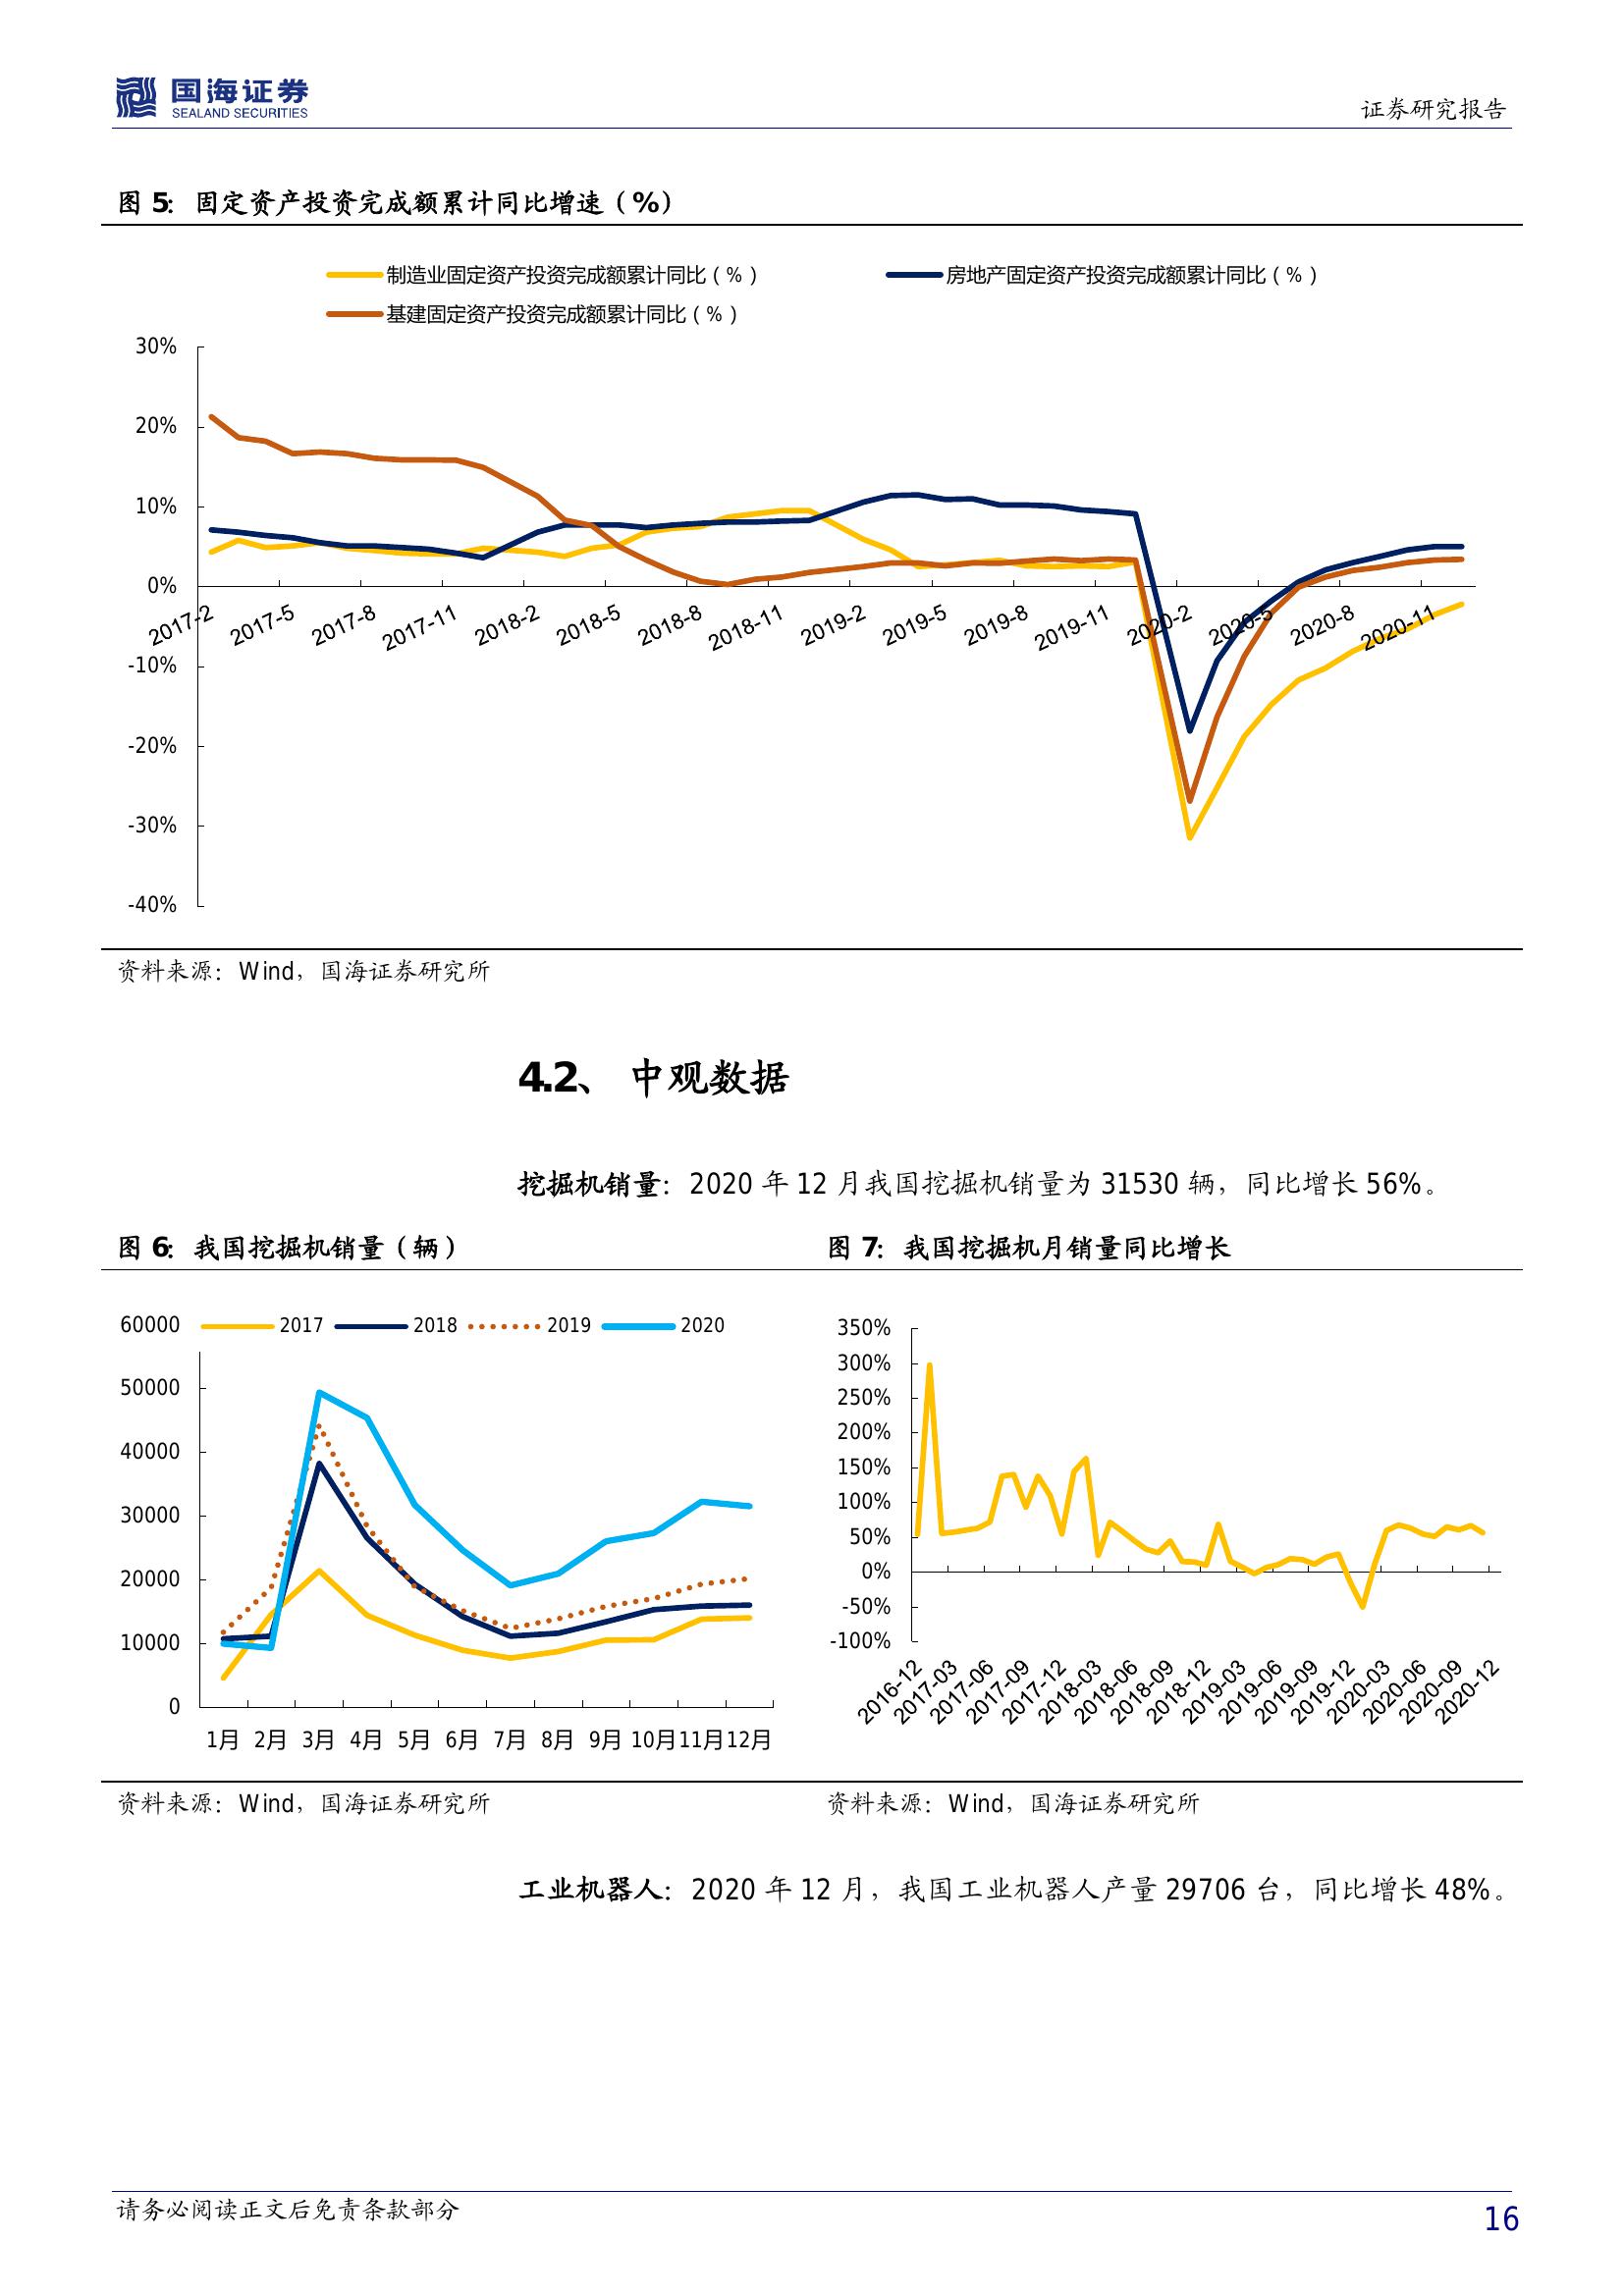 国海证券
SEALAND SECURITIES
证券研究报告
图 5：固定资产投资完成额累计同比增速（%）
制造业固定资产投资完成额累计同比（%）
房地产固定资产投资完成额累计同比（%）
基建固定资产投资完成额累计同比（%）
30%
20%
10%
0%
-10%
-20%
-30%
-40%
2017-2 2017-5 2017-8 2017-11 2018-2 2018-5 2018-8 2018-11 2019-2 2019-5 2019-8 2019-11 2020-2 2020-5 2020-8 2020-11
资料来源：Wind，国海证券研究所
4.2、 中观数据
挖掘机销量：2020 年 12 月我国挖掘机销量为 31530 辆，同比增长 56%。
图 6：我国挖掘机销量（辆）
2017 2018 2019 2020
60000
50000
40000
30000
20000
10000
0
1月 2月 3月 4月 5月 6月 7月 8月 9月 10月 11月 12月
资料来源：Wind，国海证券研究所
图 7：我国挖掘机月销量同比增长
350%
300%
250%
200%
150%
100%
50%
0%
-50%
-100%
2016-12 2017-03 2017-06 2017-09 2017-12 2018-03 2018-06 2018-09 2018-12 2019-03 2019-06 2019-09 2019-12 2020-03 2020-06 2020-09 2020-12
资料来源：Wind，国海证券研究所
工业机器人：2020 年 12 月，我国工业机器人产量 29706 台，同比增长 48%。
请务必阅读正文后免责条款部分
16